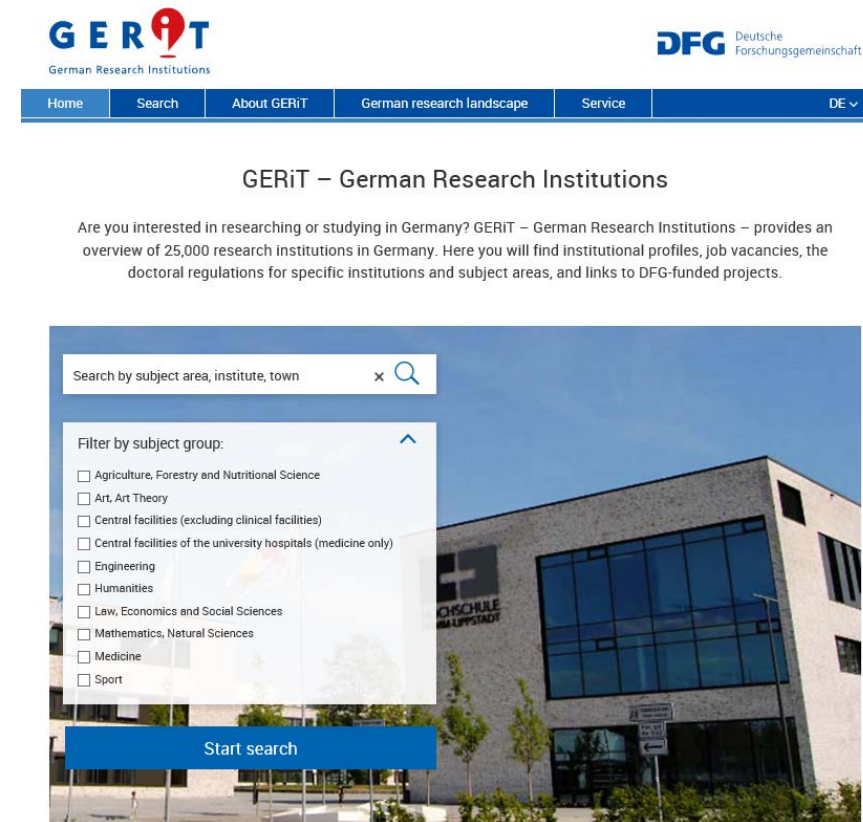 GERiT
German Research Institutions
DFG Deutsche
Forschungsgemeinschaft
Home Search About GERiT German research landscape Service DE
GERiT – German Research Institutions
Are you interested in researching or studying in Germany? GERiT – German Research Institutions – provides an
overview of 25,000 research institutions in Germany. Here you will find institutional profiles, job vacancies, the
doctoral regulations for specific institutions and subject areas, and links to DFG-funded projects.
Search by subject area, institute, town
Filter by subject group:
Agriculture, Forestry and Nutritional Science
Art, Art Theory
Central facilities (excluding clinical facilities)
Central facilities of the university hospitals (medicine only)
Engineering
Humanities
Law, Economics and Social Sciences
Mathematics, Natural Sciences
Medicine
Sport
Start search
HOCHSCHULE
HAMM-LIPPSTADT